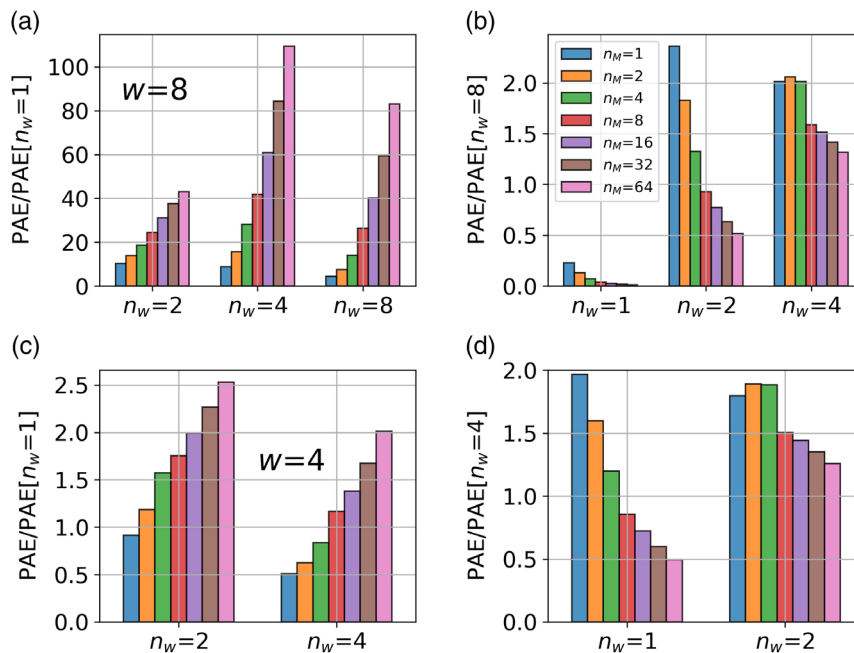 (a)
PAE/PAE[n_w=1]
100
80
60
40
20
0
w=8
n_w=2
n_w=4
n_w=8
(b)
PAE/PAE[n_w=8]
2.0
1.5
1.0
0.5
0.0
n_M=1
n_M=2
n_M=4
n_M=8
n_M=16
n_M=32
n_M=64
n_w=1
n_w=2
n_w=4
(c)
PAE/PAE[n_w=1]
2.5
2.0
1.5
1.0
0.5
0.0
w=4
n_w=2
n_w=4
(d)
PAE/PAE[n_w=4]
2.0
1.5
1.0
0.5
0.0
n_w=1
n_w=2